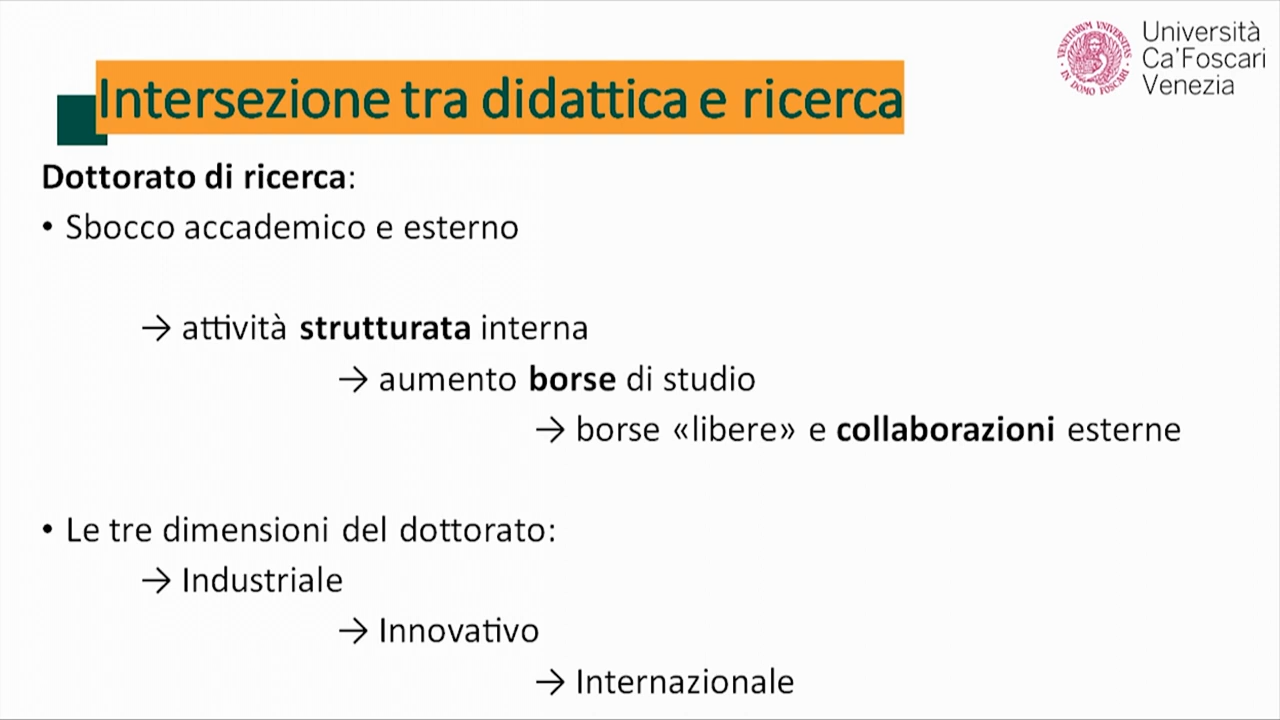 Università
Ca'Foscari
Venezia
Intersezione tra didattica e ricerca
Dottorato di ricerca:
• Sbocco accademico e esterno
→ attività strutturata interna
→ aumento borse di studio
→ borse «libere» e collaborazioni esterne
• Le tre dimensioni del dottorato:
→ Industriale
→ Innovativo
→ Internazionale